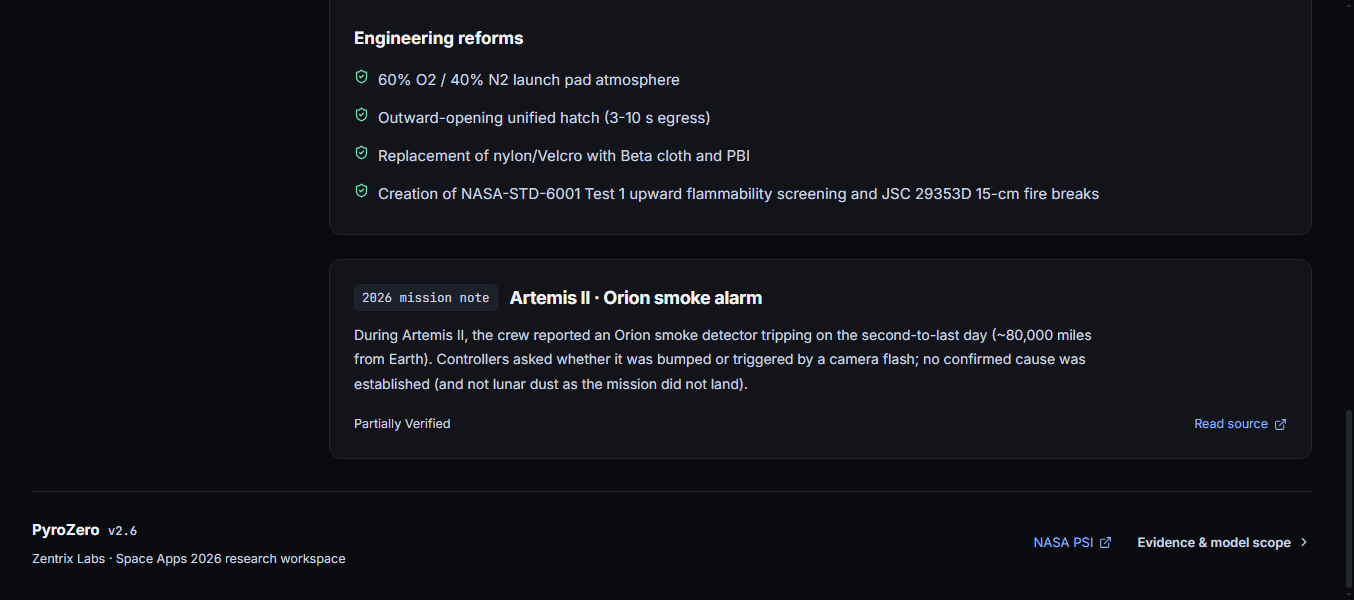 Engineering reforms
60% O2 / 40% N2 launch pad atmosphere
Outward-opening unified hatch (3-10 s egress)
Replacement of nylon/Velcro with Beta cloth and PBI
Creation of NASA-STD-6001 Test 1 upward flammability screening and JSC 29353D 15-cm fire breaks
2026 mission note Artemis II · Orion smoke alarm
During Artemis II, the crew reported an Orion smoke detector tripping on the second-to-last day (~80,000 miles
from Earth). Controllers asked whether it was bumped or triggered by a camera flash; no confirmed cause was
established (and not lunar dust as the mission did not land).
Partially Verified Read source
PyroZero v2.6
Zentrix Labs · Space Apps 2026 research workspace
NASA PSI Evidence & model scope